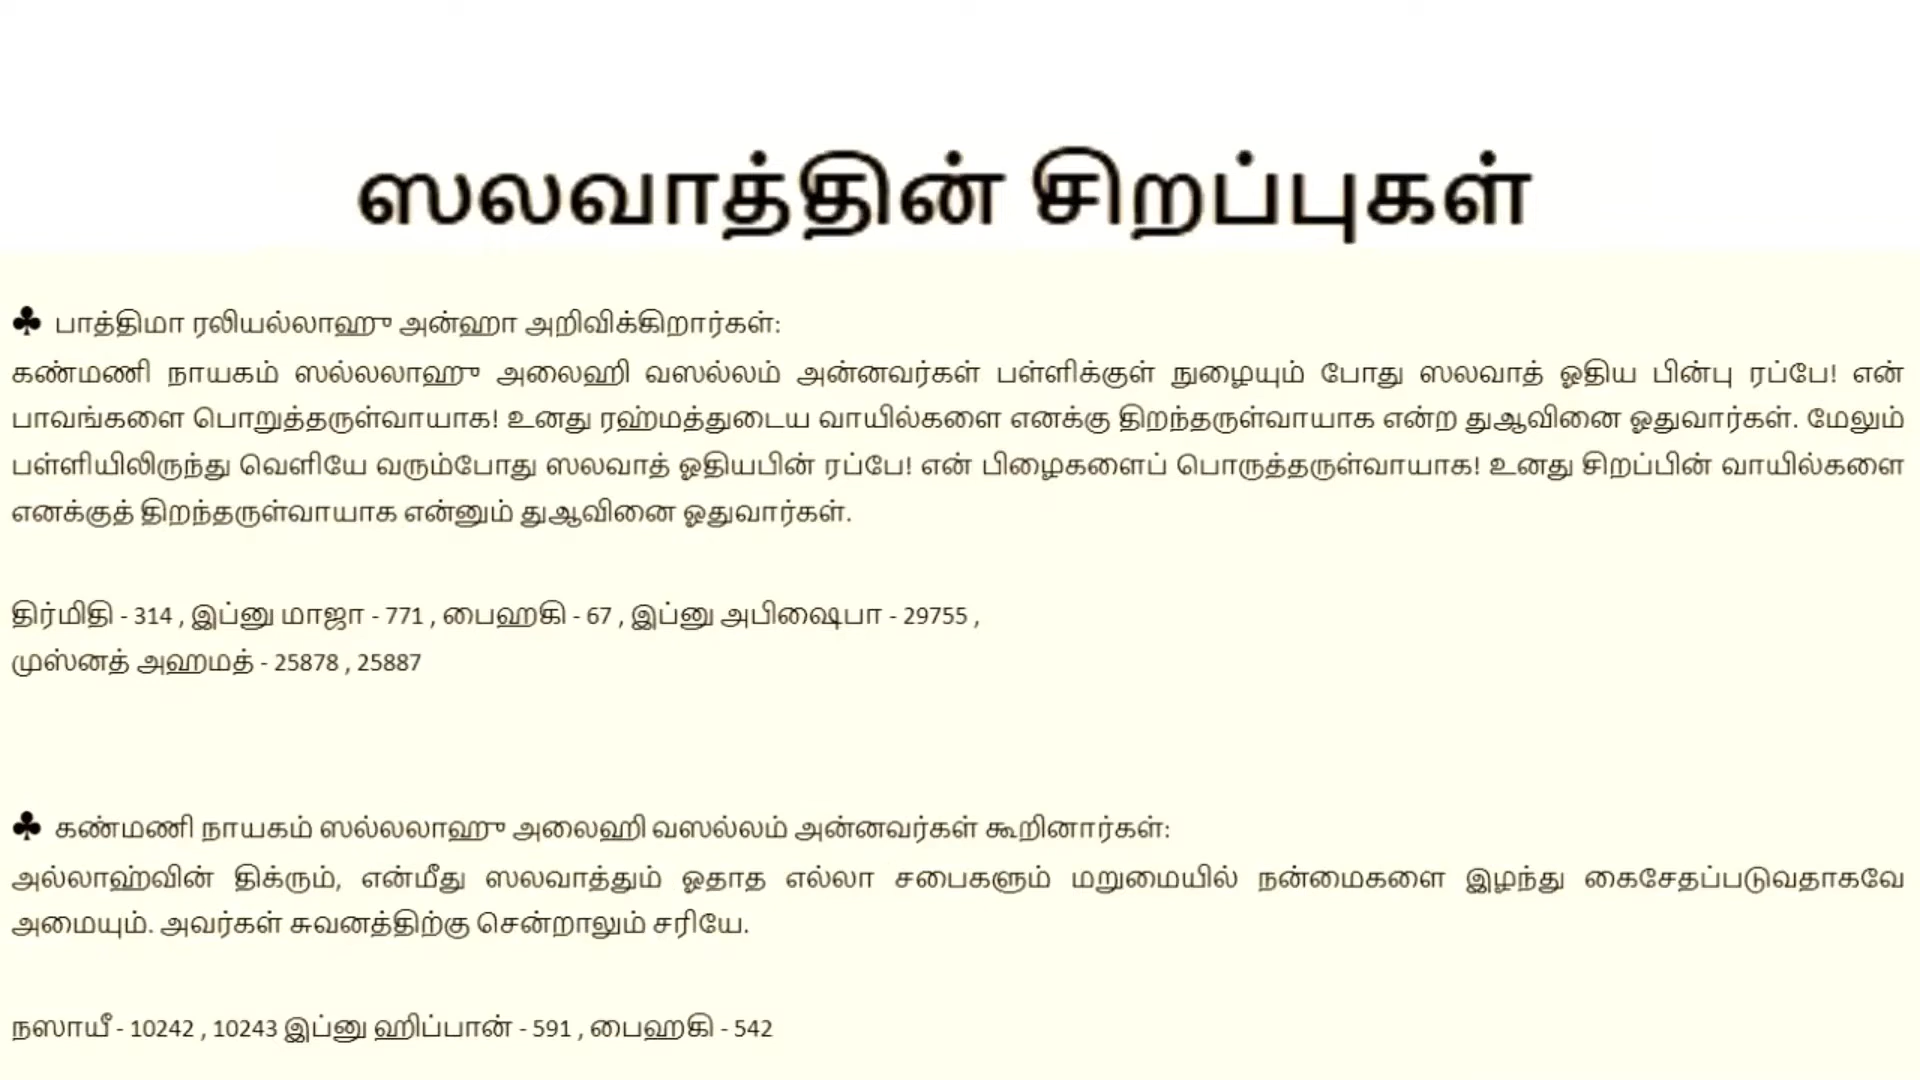 ஸலவாத்தின் சிறப்புகள்
♣ பாத்திமா ரலியல்லாஹு அன்ஹா அறிவிக்கிறார்கள்:
கண்மணி நாயகம் ஸல்லலாஹு அலைஹி வஸல்லம் அன்னவர்கள் பள்ளிக்குள் நுழையும் போது ஸலவாத் ஓதிய பின்பு ரப்பே! என்
பாவங்களை பொறுத்தருள்வாயாக! உனது ரஹ்மத்துடைய வாயில்களை எனக்கு திறந்தருள்வாயாக என்ற துஆவினை ஓதுவார்கள். மேலும்
பள்ளியிலிருந்து வெளியே வரும்போது ஸலவாத் ஓதியபின் ரப்பே! என் பிழைகளைப் பொருத்தருள்வாயாக! உனது சிறப்பின் வாயில்களை
எனக்குத் திறந்தருள்வாயாக என்னும் துஆவினை ஓதுவார்கள்.
திர்மிதி - 314 , இப்னு மாஜா - 771 , பைஹகி - 67 , இப்னு அபிஷைபா - 29755 ,
முஸ்னத் அஹமத் - 25878 , 25887
♣ கண்மணி நாயகம் ஸல்லலாஹு அலைஹி வஸல்லம் அன்னவர்கள் கூறினார்கள்:
அல்லாஹ்வின் திக்ரும், என்மீது ஸலவாத்தும் ஓதாத எல்லா சபைகளும் மறுமையில் நன்மைகளை இழந்து கைசேதப்படுவதாகவே
அமையும். அவர்கள் சுவனத்திற்கு சென்றாலும் சரியே.
நஸாயீ - 10242 , 10243 இப்னு ஹிப்பான் - 591 , பைஹகி - 542